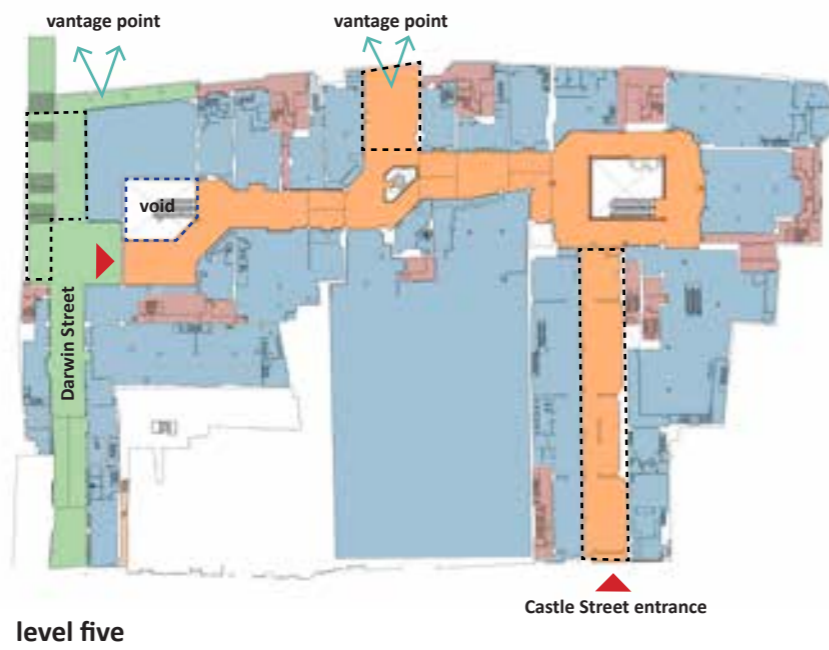 vantage point
vantage point
void
Darwin Street
Castle Street entrance
level five